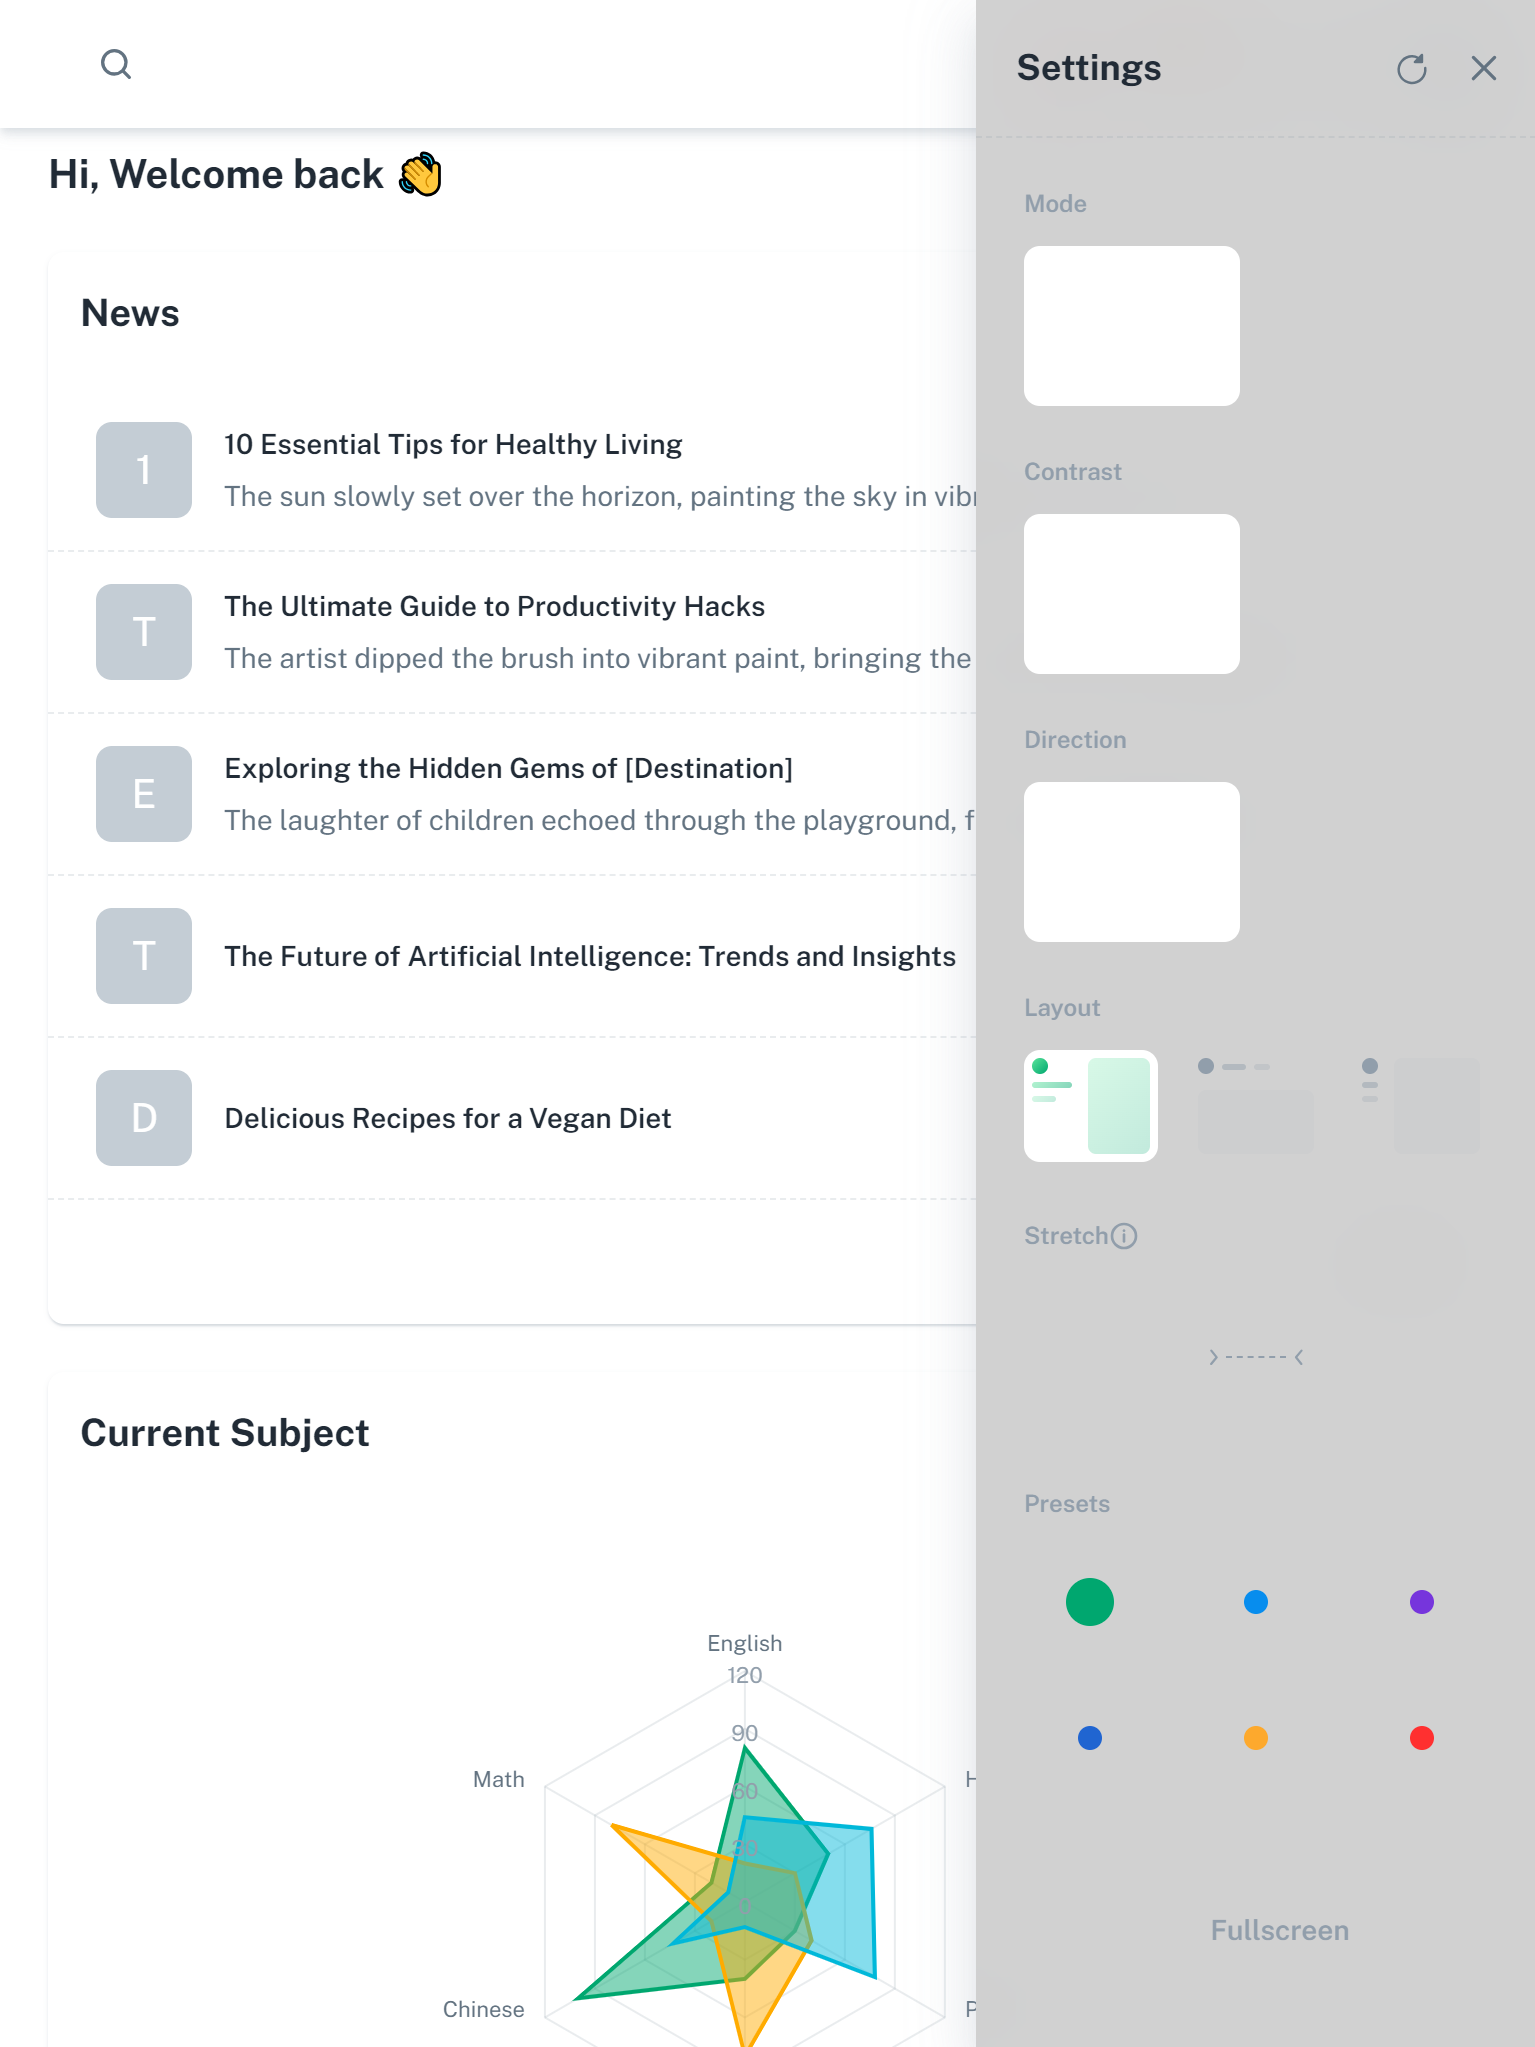 Hi, Welcome back 👋
News
1
10 Essential Tips for Healthy Living
The sun slowly set over the horizon, painting the sky in
T
The Ultimate Guide to Productivity Hacks
The artist dipped the brush into vibrant paint, bringing the
E
Exploring the Hidden Gems of [Destination]
The laughter of children echoed through the playground,
T
The Future of Artificial Intelligence: Trends and Insights
D
Delicious Recipes for a Vegan Diet
Current Subject
English
120
90
60
30
0
Math
Chinese
Settings
Mode
Contrast
Direction
Layout
Stretch
Presets
Fullscreen